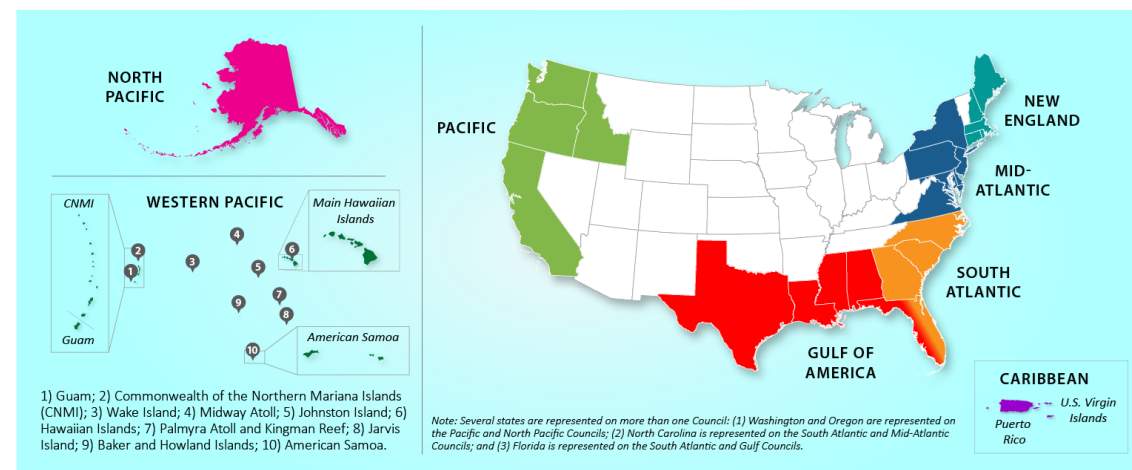 NORTH
PACIFIC
WESTERN PACIFIC
CNMI
Guam
Main Hawaiian
Islands
American Samoa
1
2
3
4
5
6
7
8
9
10
1) Guam; 2) Commonwealth of the Northern Mariana Islands
(CNMI); 3) Wake Island; 4) Midway Atoll; 5) Johnston Island; 6)
Hawaiian Islands; 7) Palmyra Atoll and Kingman Reef; 8) Jarvis
Island; 9) Baker and Howland Islands; 10) American Samoa.
PACIFIC
NEW
ENGLAND
MID-
ATLANTIC
SOUTH
ATLANTIC
GULF OF
AMERICA
CARIBBEAN
U.S. Virgin
Islands
Puerto
Rico
Note: Several states are represented on more than one Council: (1) Washington and Oregon are represented on
the Pacific and North Pacific Councils; (2) North Carolina is represented on the South Atlantic and Mid-Atlantic
Councils; and (3) Florida is represented on the South Atlantic and Gulf Councils.